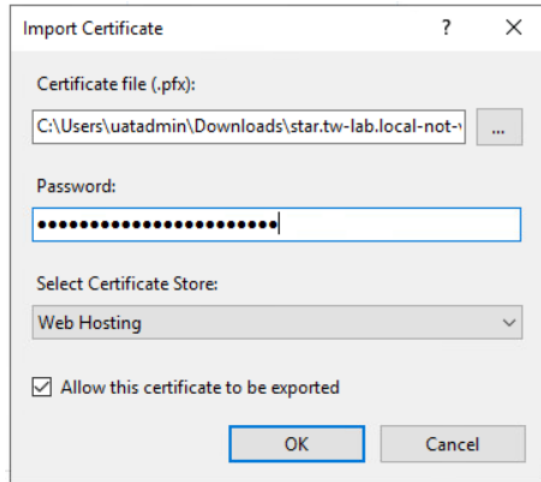 Import Certificate
?
Certificate file (.pfx):
C:\Users\uatadmin\Downloads\star.tw-lab.local-not-
...
Password:
●●●●●●●●●●●●●●●●●●●●●●●
Select Certificate Store:
Web Hosting
Allow this certificate to be exported
OK
Cancel